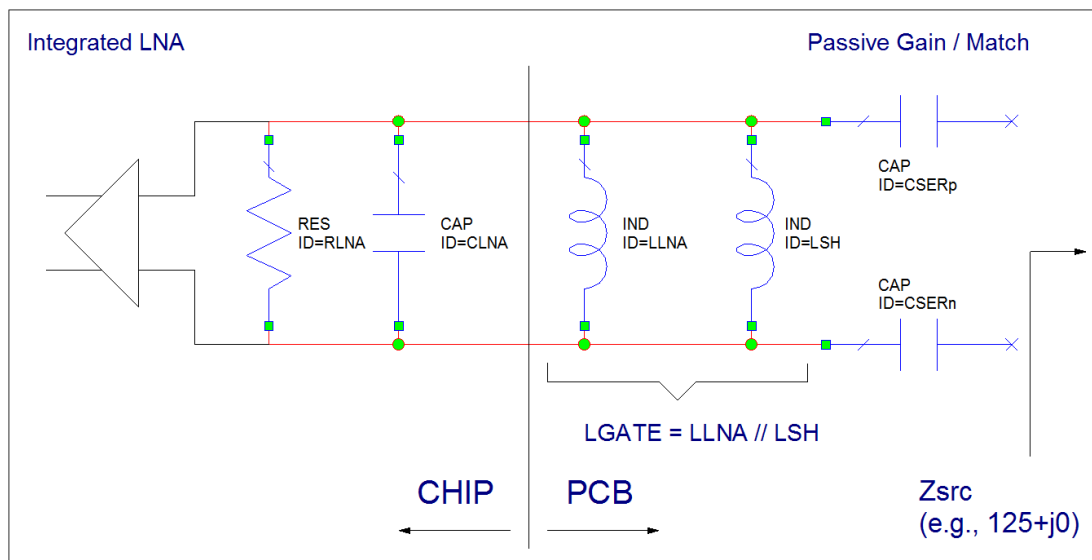 Integrated LNA
Passive Gain / Match
CAP
ID=CSERp
RES
ID=RLNA
CAP
ID=CLNA
IND
ID=LLNA
IND
ID=LSH
CAP
ID=CSERn
LGATE = LLNA // LSH
CHIP
PCB
Zsrc
(e.g., 125+j0)